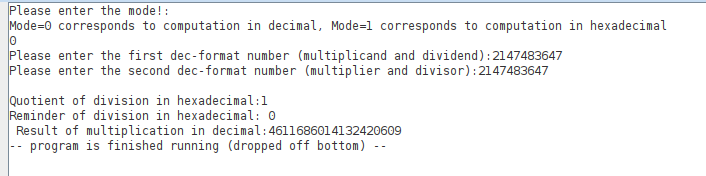 Please enter the mode!:
Mode=0 corresponds to computation in decimal, Mode=1 corresponds to computation in hexadecimal
0
Please enter the first dec-format number (multiplicand and dividend):2147483647
Please enter the second dec-format number (multiplier and divisor):2147483647
Quotient of division in hexadecimal:1
Reminder of division in hexadecimal: 0
Result of multiplication in decimal:4611686014132420609
-- program is finished running (dropped off bottom) --